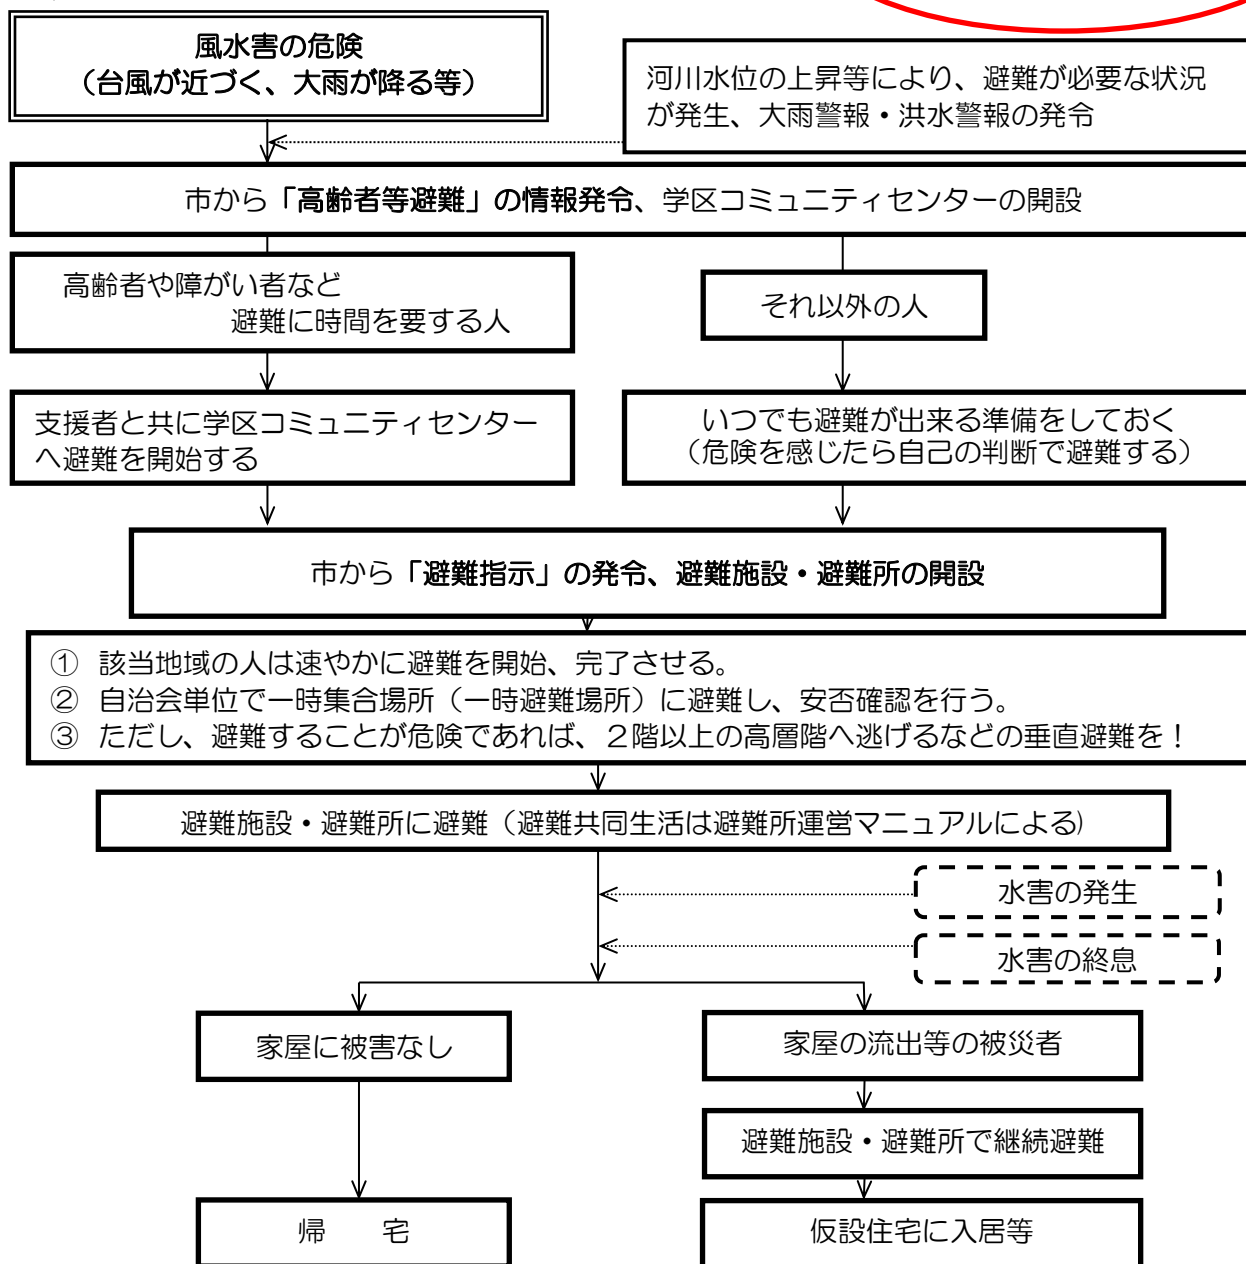 風水害の危険
（台風が近づく、大雨が降る等）
河川水位の上昇等により、避難が必要な状況
が発生、大雨警報・洪水警報の発令
市から「高齢者等避難」の情報発令、学区コミュニティセンターの開設
高齢者や障がい者など
避難に時間を要する人
それ以外の人
支援者と共に学区コミュニティセンター
へ避難を開始する
いつでも避難が出来る準備をしておく
（危険を感じたら自己の判断で避難する）
市から「避難指示」の発令、避難施設・避難所の開設
① 該当地域の人は速やかに避難を開始、完了させる。
② 自治会単位で一時集合場所（一時避難場所）に避難し、安否確認を行う。
③ ただし、避難することが危険であれば、２階以上の高層階へ逃げるなどの垂直避難を！
避難施設・避難所に避難（避難共同生活は避難所運営マニュアルによる)
水害の発生
水害の終息
家屋に被害なし
家屋の流出等の被災者
避難施設・避難所で継続避難
帰　宅
仮設住宅に入居等